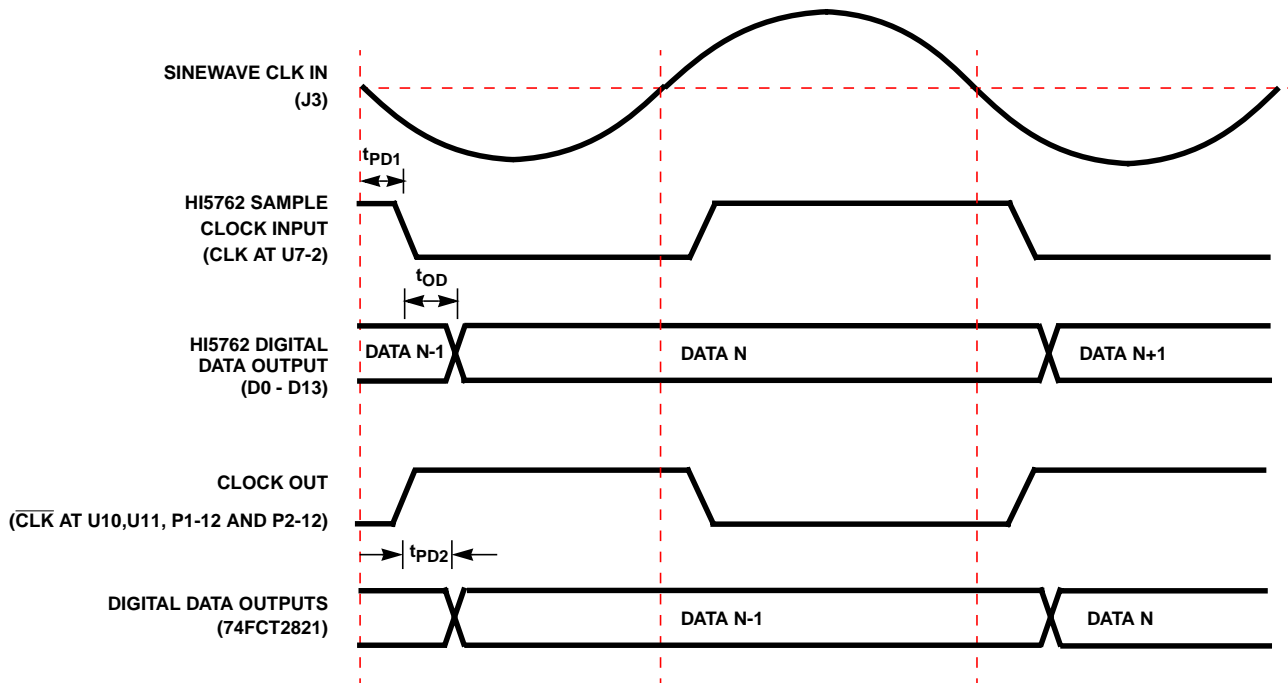 SINEWAVE CLK IN
(J3)
tPD1
HI5762 SAMPLE
CLOCK INPUT
(CLK AT U7-2)
tOD
HI5762 DIGITAL
DATA OUTPUT
(D0 - D13)
DATA N-1
DATA N
DATA N+1
CLOCK OUT
(CLK AT U10,U11, P1-12 AND P2-12)
tPD2
DIGITAL DATA OUTPUTS
(74FCT2821)
DATA N-1
DATA N